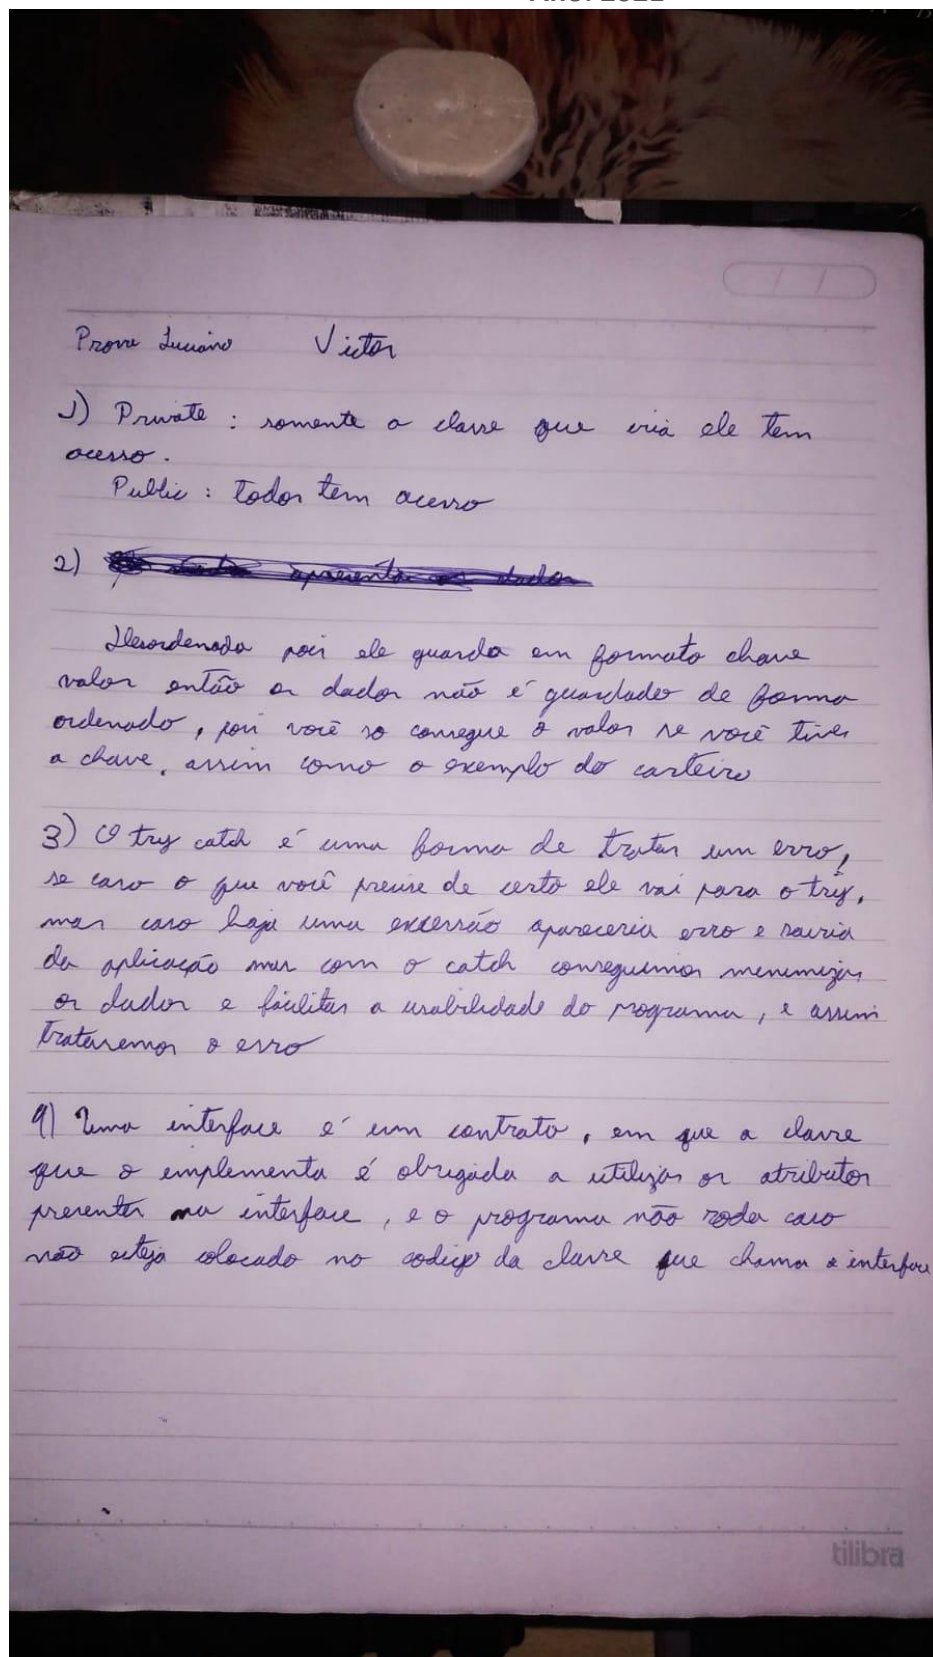 Prova Luciano Victor
1) Private : somente a classe que cria ele tem
acesso.
Public : todos tem acesso
2)
apresenta os dados
Desordenada pois ele guarda em formato chave
valor então os dados não é guardados de forma
ordenado, pois você so consegue o valor se você tiver
a chave, assim como o exemplo do carteiro
3) O try catch é uma forma de tratar um erro,
se caso o que você precise de certo ele vai para o try,
mas caso haja uma excessão apareceria erro e sairia
da aplicação mas com o catch conseguimos menimizar
os dados e facilitar a usabilidade do programa, e assim
trataremos o erro
4) Uma interface é um contrato, em que a classe
que o emplementa é obrigada a utilizar os atributos
presentes na interface, e o programa não roda caso
não esteja colocado no codigo da classe que chama a interface
tilibra